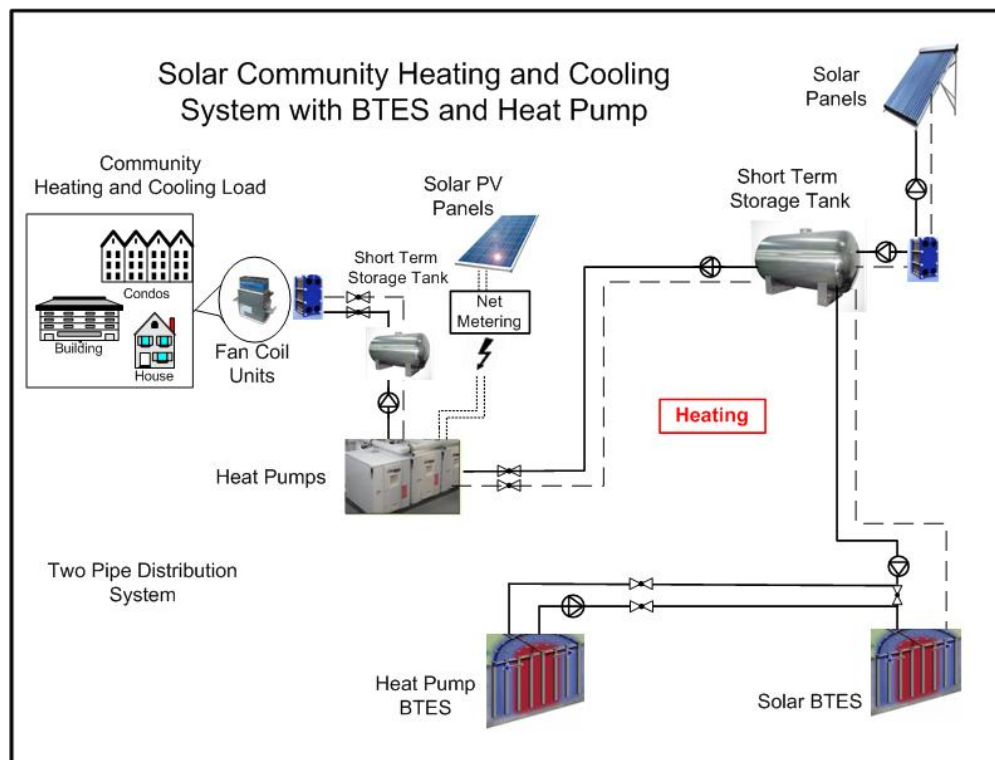 Solar Community Heating and Cooling
System with BTES and Heat Pump
Solar
Panels
Community
Heating and Cooling Load
Solar PV
Panels
Short Term
Storage Tank
Short Term
Storage Tank
Condos
Building
House
Net
Metering
Fan Coil
Units
Heating
Heat Pumps
Two Pipe Distribution
System
Heat Pump
BTES
Solar BTES